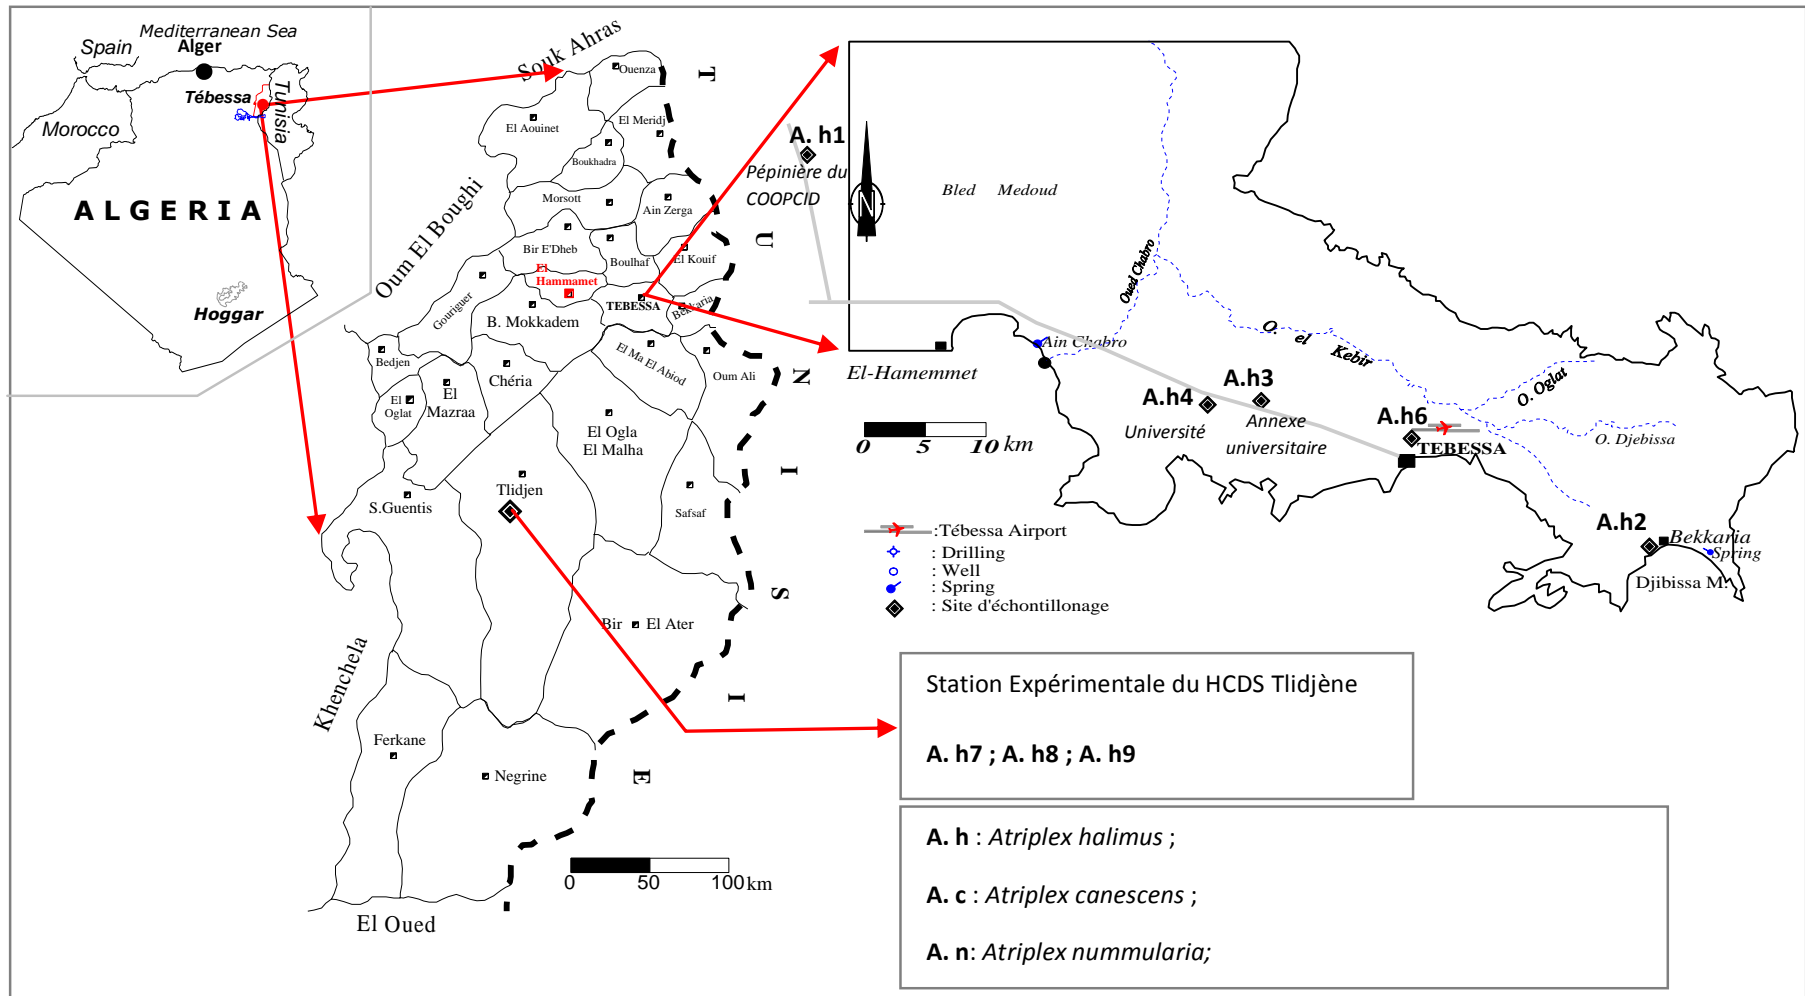 Mediterranean Sea
Spain
Alger
Tébessa
Tunisia
Morocco
ALGERIA
Hoggar
Souk Ahras
Oum El Boughi
Khenchela
El Oued
TUNISIE
Ouenza
El Aouinet
El Meridj
Boukhadra
Morsott
Ain Zerga
Bir E'Dheb
Boulhaf
El Kouif
El
Hammamet
TEBESSA
Bekkaria
Gouriguer
B. Mokkadem
Bedjen
Chéria
El Ma El Abiod
Oum Ali
El
Oglat
El
Mazraa
El Ogla
El Malha
Tlidjen
S.Guentis
Safsaf
Bir El Ater
Ferkane
Negrine
0 50 100 km
A. h1
Pépinière du
COOPCID
N
Bled Medoud
Oued Chabro
O. el Kebir
O. Oglat
O. Djebissa
Ain Chabro
El-Hamemmet
A.h4
Université
A.h3
Annexe
universitaire
A.h6
TEBESSA
A.h2
Bekkaria
Spring
Djibissa M.
0 5 10 km
:Tébessa Airport
: Drilling
: Well
: Spring
: Site d'échontillonage
Station Expérimentale du HCDS Tlidjène
A. h7 ; A. h8 ; A. h9
A. h : Atriplex halimus ;
A. c : Atriplex canescens ;
A. n: Atriplex nummularia;